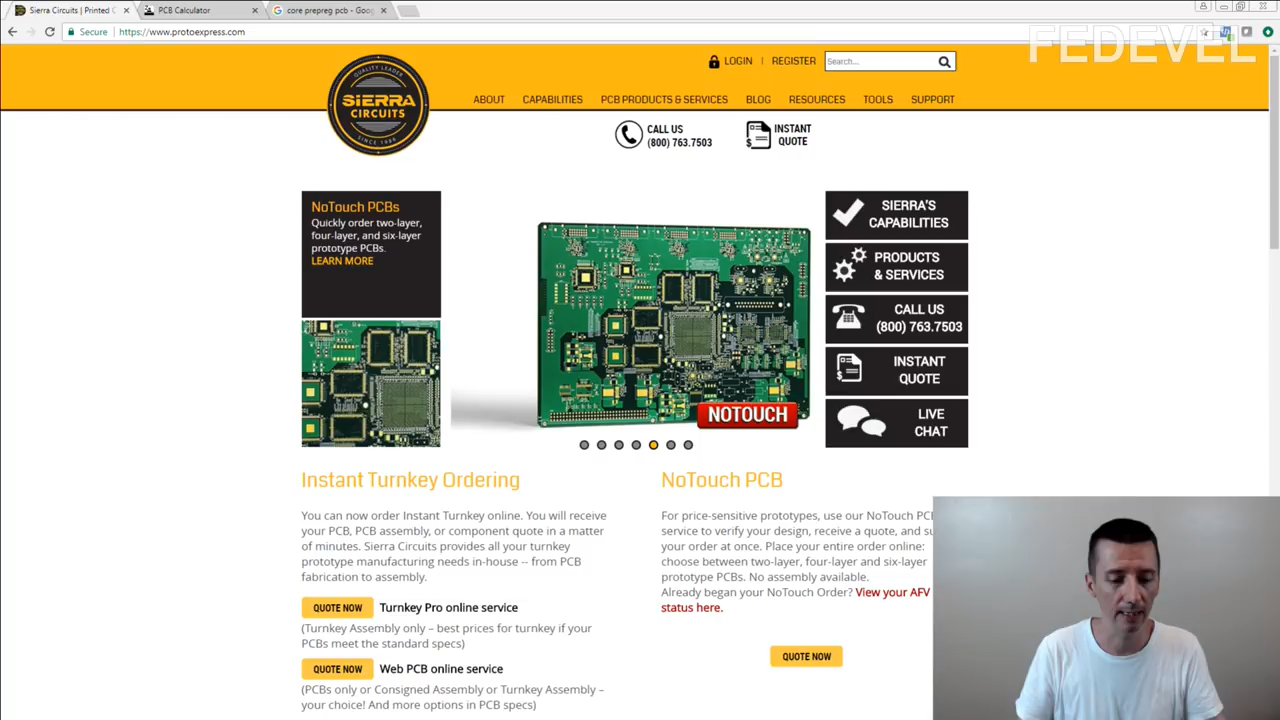 Sierra Circuits | Printed C
PCB Calculator
core prepreg pcb - Goog
Secure
https://www.protoexpress.com
FEDEVEL
LOGIN | REGISTER
Search...
QUALITY LEADER
SIERRA
CIRCUITS
SINCE 1986
ABOUT CAPABILITIES PCB PRODUCTS & SERVICES BLOG RESOURCES TOOLS SUPPORT
CALL US
(800) 763.7503
INSTANT
QUOTE
NoTouch PCBs
Quickly order two-layer,
four-layer, and six-layer
prototype PCBs.
LEARN MORE
NOTOUCH
SIERRA'S
CAPABILITIES
PRODUCTS
& SERVICES
CALL US
(800) 763.7503
INSTANT
QUOTE
LIVE
CHAT
Instant Turnkey Ordering
You can now order Instant Turnkey online. You will receive
your PCB, PCB assembly, or component quote in a matter
of minutes. Sierra Circuits provides all your turnkey
prototype manufacturing needs in-house -- from PCB
fabrication to assembly.
QUOTE NOW Turnkey Pro online service
(Turnkey Assembly only – best prices for turnkey if your
PCBs meet the standard specs)
QUOTE NOW Web PCB online service
(PCBs only or Consigned Assembly or Turnkey Assembly –
your choice! And more options in PCB specs)
NoTouch PCB
For price-sensitive prototypes, use our NoTouch PC
service to verify your design, receive a quote, and su
your order at once. Place your entire order online:
choose between two-layer, four-layer and six-layer
prototype PCBs. No assembly available.
Already began your NoTouch Order? View your AFV
status here.
QUOTE NOW